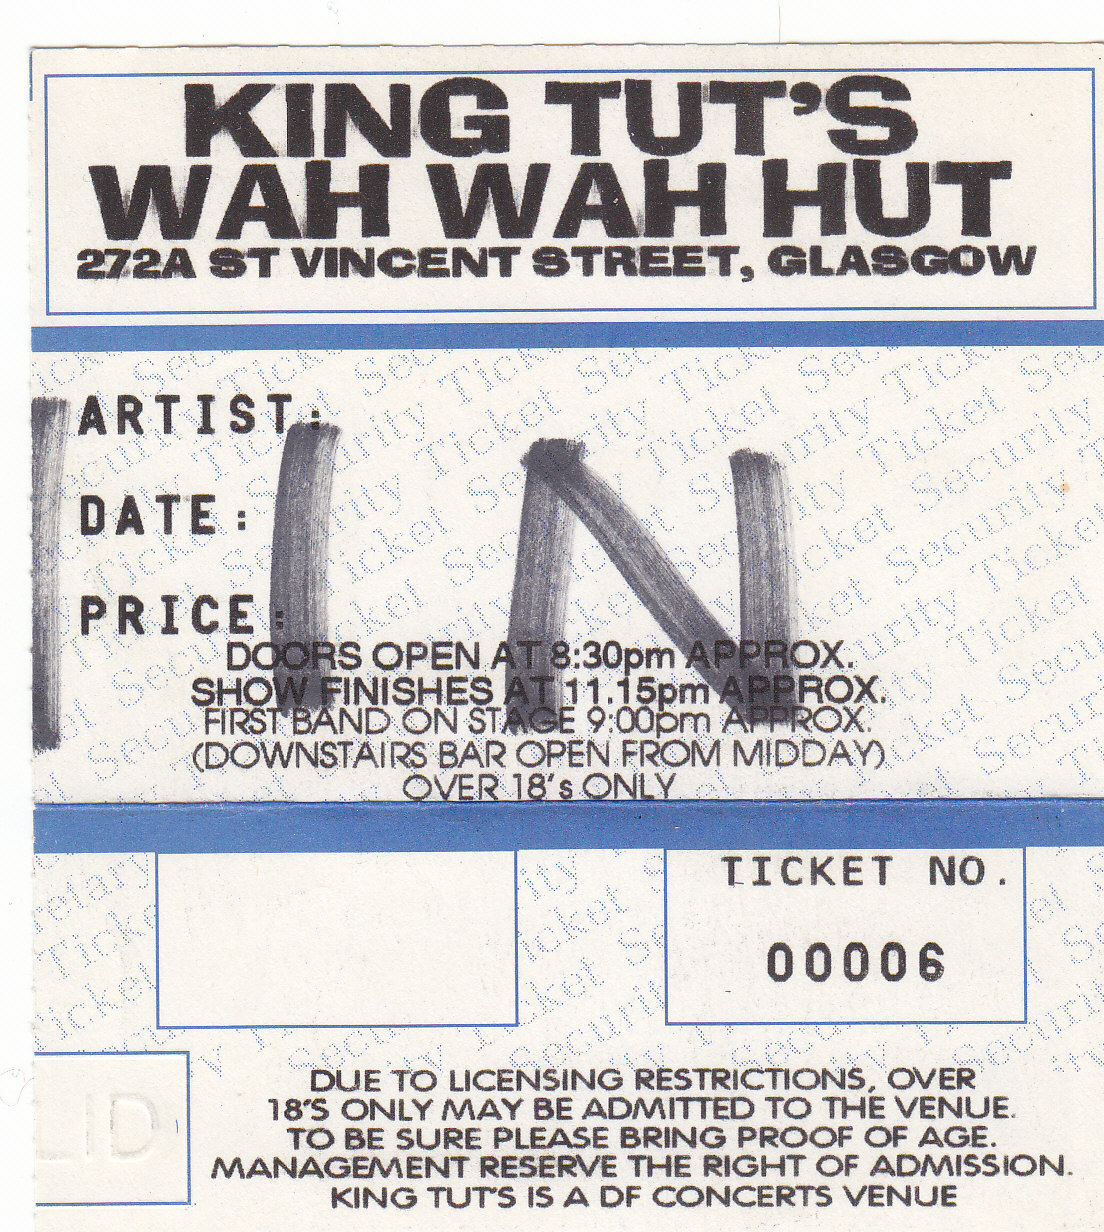 KING TUT'S
WAH WAH HUT
272A ST VINCENT STREET, GLASGOW
ARTIST:
DATE:
PRICE:
IN
DOORS OPEN AT 8:30pm APPROX.
SHOW FINISHES AT 11.15pm APPROX.
FIRST BAND ON STAGE 9:00pm APPROX.
(DOWNSTAIRS BAR OPEN FROM MIDDAY)
OVER 18's ONLY
TICKET NO.
00006
LID
DUE TO LICENSING RESTRICTIONS, OVER
18'S ONLY MAY BE ADMITTED TO THE VENUE.
TO BE SURE PLEASE BRING PROOF OF AGE.
MANAGEMENT RESERVE THE RIGHT OF ADMISSION.
KING TUT'S IS A DF CONCERTS VENUE